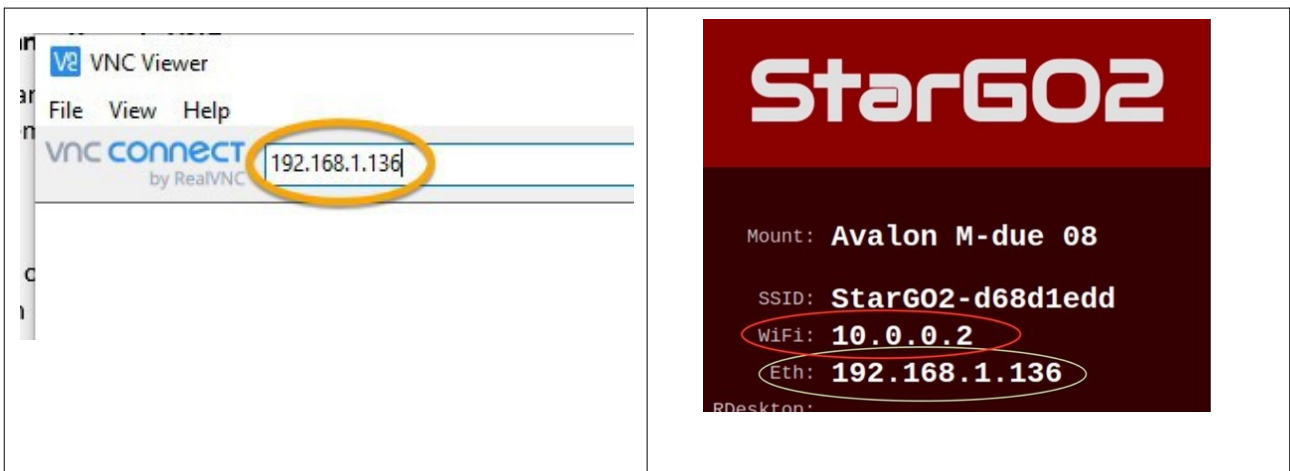 VNC Viewer
File View Help
VNC CONNECT
by RealVNC
192.168.1.136
StarGO2
Mount: Avalon M-due 08
SSID: StarGO2-d68d1edd
WiFi: 10.0.0.2
Eth: 192.168.1.136
RDesktop: